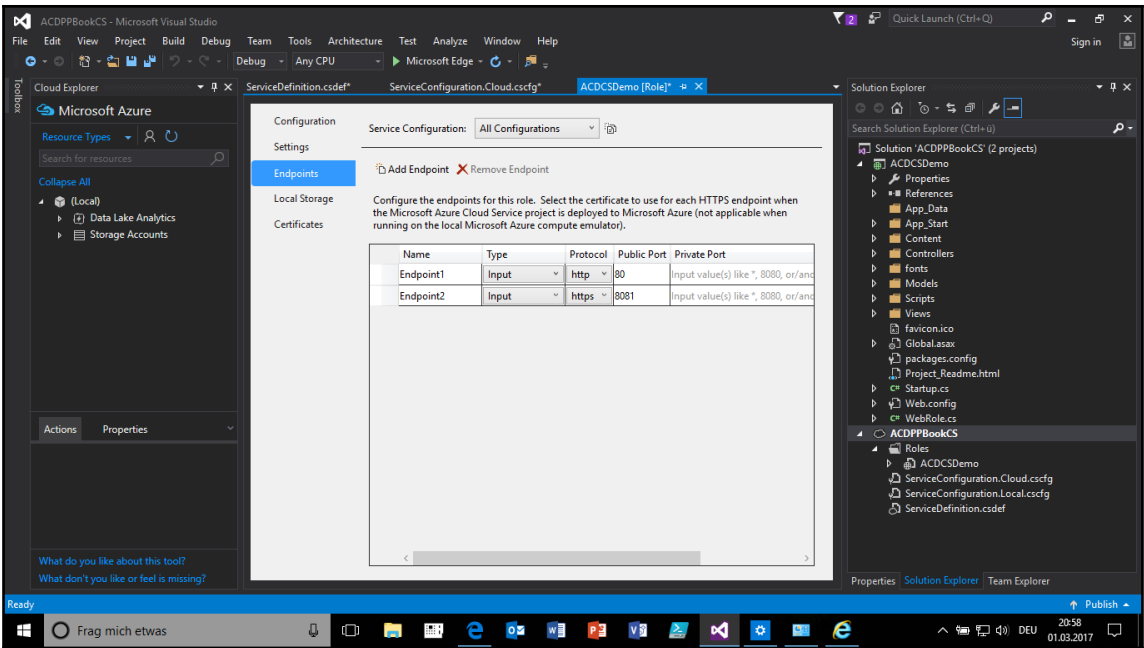 ACDPPBookCS - Microsoft Visual Studio
2
Quick Launch (Ctrl+Q)
File Edit View Project Build Debug Team Tools Architecture Test Analyze Window Help
Sign in
Debug Any CPU Microsoft Edge
Toolbox
Cloud Explorer
Microsoft Azure
Resource Types
Search for resources
Collapse All
(Local)
Data Lake Analytics
Storage Accounts
Actions Properties
What do you like about this tool?
What don't you like or feel is missing?
ServiceDefinition.csdef* ServiceConfiguration.Cloud.cscfg* ACDCSDemo [Role]*
Configuration
Settings
Endpoints
Local Storage
Certificates
Service Configuration: All Configurations
Add Endpoint Remove Endpoint
Configure the endpoints for this role. Select the certificate to use for each HTTPS endpoint when
the Microsoft Azure Cloud Service project is deployed to Microsoft Azure (not applicable when
running on the local Microsoft Azure compute emulator).
Name Type Protocol Public Port Private Port
Endpoint1 Input http 80 Input value(s) like *, 8080, or/and
Endpoint2 Input https 8081 Input value(s) like *, 8080, or/and
Solution Explorer
Search Solution Explorer (Ctrl+ü)
Solution 'ACDPPBookCS' (2 projects)
ACDCSDemo
Properties
References
App_Data
App_Start
Content
Controllers
fonts
Models
Scripts
Views
favicon.ico
Global.asax
packages.config
Project_Readme.html
C# Startup.cs
Web.config
C# WebRole.cs
ACDPPBookCS
Roles
ACDCSDemo
ServiceConfiguration.Cloud.cscfg
ServiceConfiguration.Local.cscfg
ServiceDefinition.csdef
Properties Solution Explorer Team Explorer
Ready
Publish
Frag mich etwas
DEU
20:58
01.03.2017